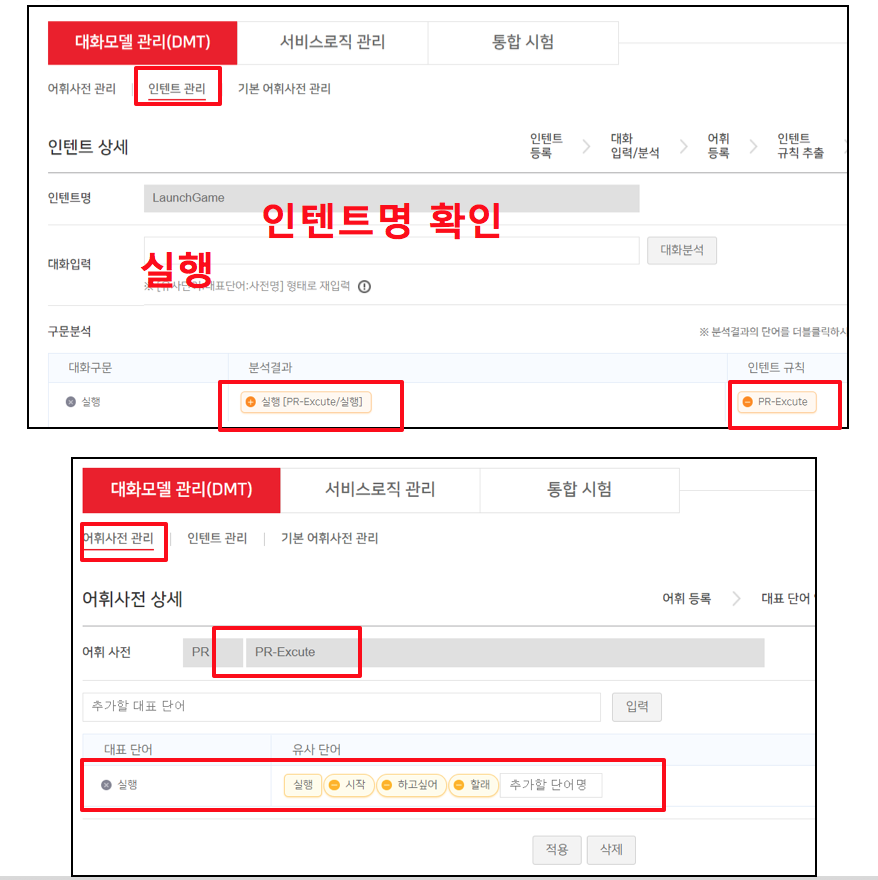 대화모델 관리(DMT) 서비스로직 관리 통합 시험
어휘사전 관리 인텐트 관리 기본 어휘사전 관리
인텐트 상세
인텐트 등록 대화 입력/분석 어휘 등록 인텐트 규칙 추출
인텐트명 LaunchGame
인텐트명 확인
대화입력 대화분석
실행
형태로 재입력
구문분석 ※ 분석결과의 단어를 더블클릭하시
대화구문 분석결과 인텐트 규칙
실행 실행 [PR-Excute/실행] PR-Excute
대화모델 관리(DMT) 서비스로직 관리 통합 시험
어휘사전 관리 인텐트 관리 기본 어휘사전 관리
어휘사전 상세 어휘 등록 대표 단어
어휘 사전 PR PR-Excute
추가할 대표 단어 입력
대표 단어 유사 단어
실행 실행 시작 하고싶어 할래 추가할 단어명
적용 삭제